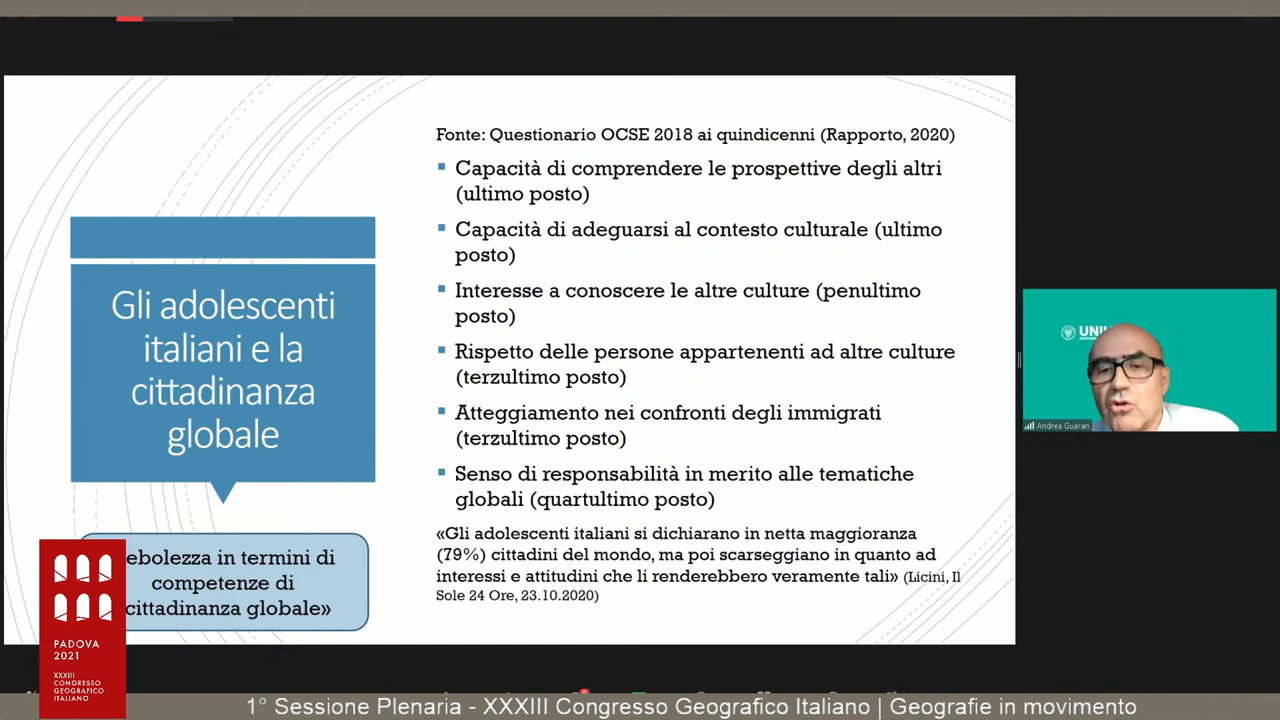 Fonte: Questionario OCSE 2018 ai quindicenni (Rapporto, 2020)
Capacità di comprendere le prospettive degli altri
(ultimo posto)
Capacità di adeguarsi al contesto culturale (ultimo
posto)
Interesse a conoscere le altre culture (penultimo
posto)
Rispetto delle persone appartenenti ad altre culture
(terzultimo posto)
Atteggiamento nei confronti degli immigrati
(terzultimo posto)
Senso di responsabilità in merito alle tematiche
globali (quartultimo posto)
«Gli adolescenti italiani si dichiarano in netta maggioranza
(79%) cittadini del mondo, ma poi scarseggiano in quanto ad
interessi e attitudini che li renderebbero veramente tali» (Licini, Il
Sole 24 Ore, 23.10.2020)
Gli adolescenti
italiani e la
cittadinanza
globale
ebolezza in termini di
competenze di
cittadinanza globale»
PADOVA
2021
XXXIII
CONGRESSO
GEOGRAFICO
ITALIANO
Andrea Guaran
1° Sessione Plenaria - XXXIII Congresso Geografico Italiano | Geografie in movimento